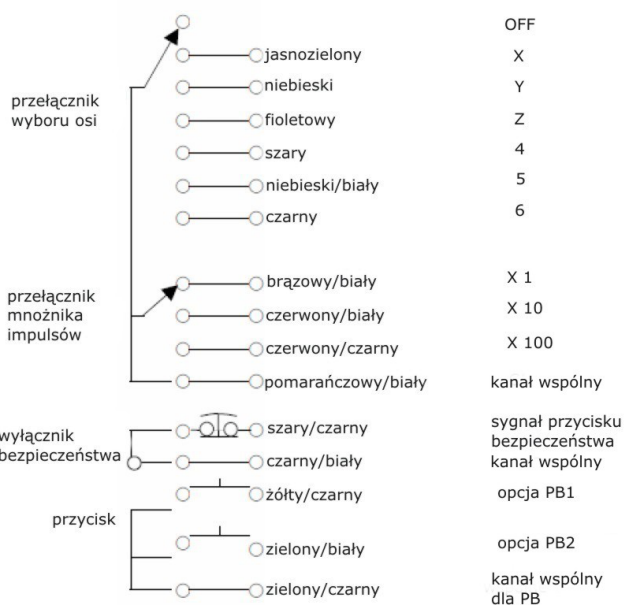 OFF
jasnozielony X
niebieski Y
przełącznik
wyboru osi
fioletowy Z
szary 4
niebieski/biały 5
czarny 6
brązowy/biały X 1
przełącznik
mnożnika
impulsów
czerwony/biały X 10
czerwony/czarny X 100
pomarańczowy/biały kanał wspólny
wyłącznik
bezpieczeństwa
szary/czarny sygnał przycisku
bezpieczeństwa
czarny/biały kanał wspólny
żółty/czarny opcja PB1
przycisk
zielony/biały opcja PB2
zielony/czarny kanał wspólny
dla PB